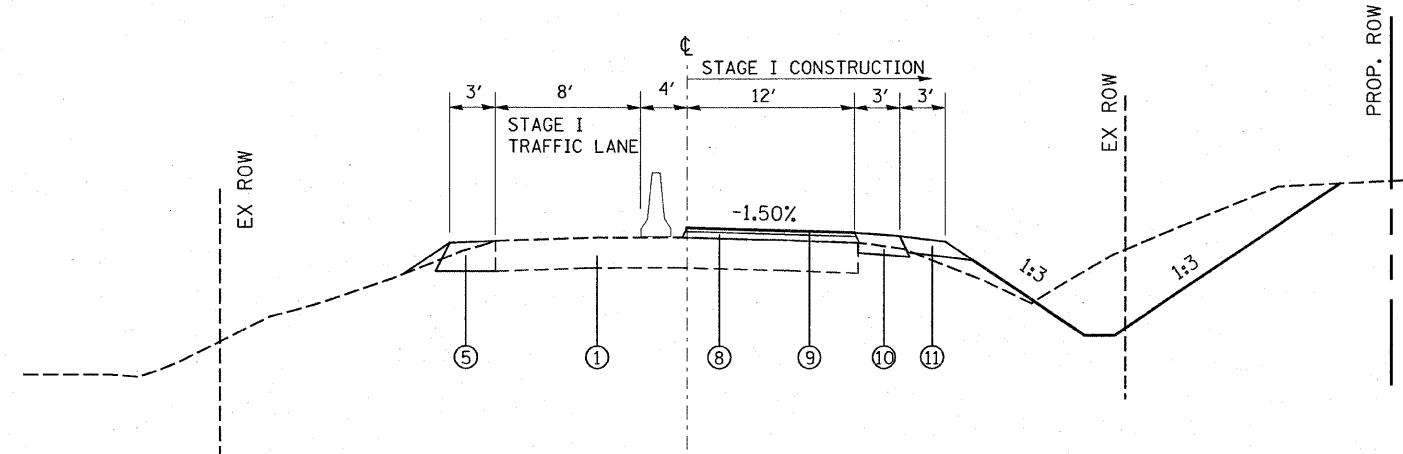 ℄
STAGE I CONSTRUCTION
3' 8' 4' 12' 3' 3'
STAGE I
TRAFFIC LANE
EX ROW
EX ROW
PROP. ROW
-1.50%
1:3
1:3
5 1 8 9 10 11